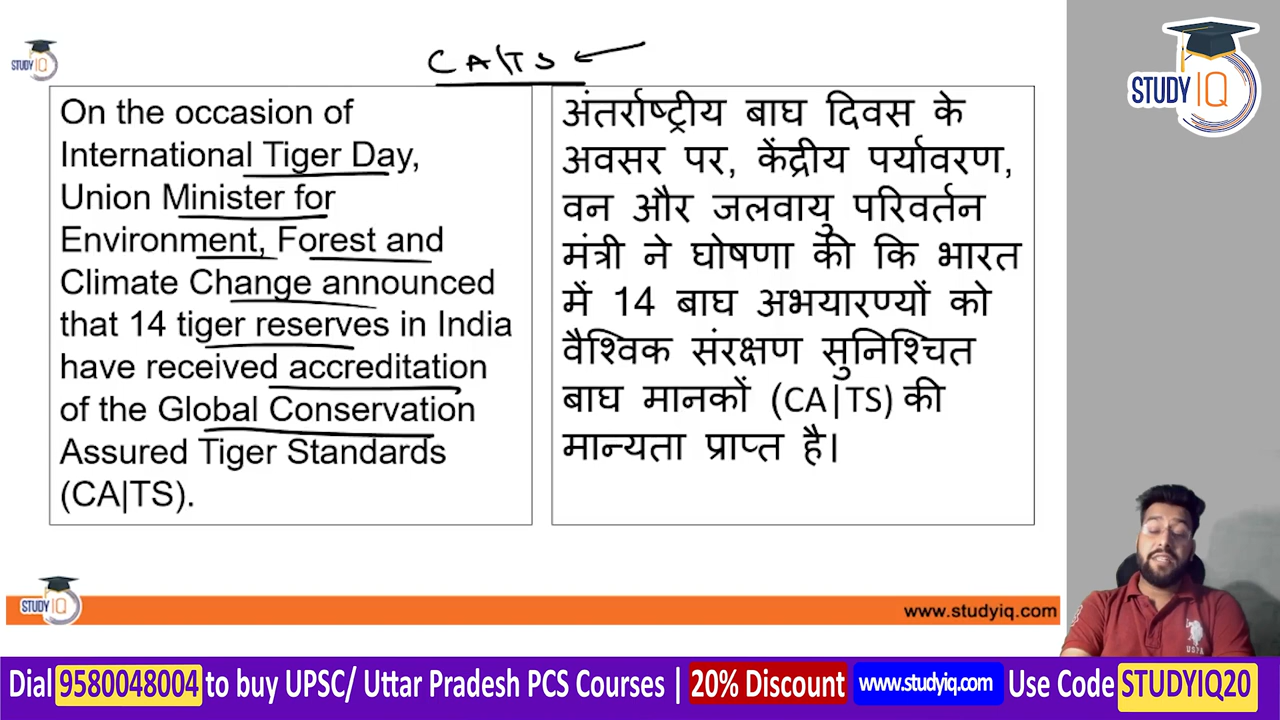 STUDY IQ
CA|TS
On the occasion of
International Tiger Day,
Union Minister for
Environment, Forest and
Climate Change announced
that 14 tiger reserves in India
have received accreditation
of the Global Conservation
Assured Tiger Standards
(CA|TS).
अंतर्राष्ट्रीय बाघ दिवस के
अवसर पर, केंद्रीय पर्यावरण,
वन और जलवायु परिवर्तन
मंत्री ने घोषणा की कि भारत
में 14 बाघ अभयारण्यों को
वैश्विक संरक्षण सुनिश्चित
बाघ मानकों (CA|TS) की
मान्यता प्राप्त है।
STUDY IQ
STUDY IQ
www.studyiq.com
U S P A
Dial 9580048004 to buy UPSC/ Uttar Pradesh PCS Courses | 20% Discount www.studyiq.com Use Code STUDYIQ20